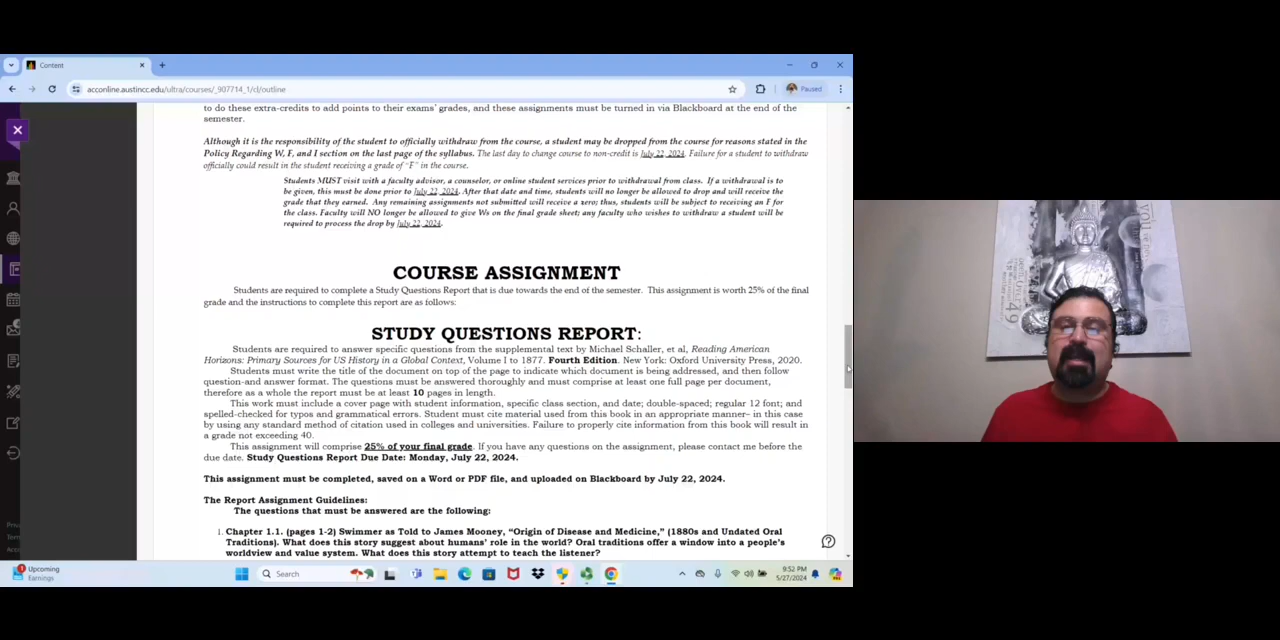 Content
acconline.austincc.edu/ultra/courses/_907714_1/cl/outline
Paused
to do these extra-credits to add points to their exams' grades, and these assignments must be turned in via Blackboard at the end of the
semester.
Although it is the responsibility of the student to officially withdraw from the course, a student may be dropped from the course for reasons stated in the
Policy Regarding W, F, and I section on the last page of the syllabus. The last day to change course to non-credit is July 22, 2024. Failure for a student to withdraw
officially could result in the student receiving a grade of "F" in the course.
Students MUST visit with a faculty advisor, a counselor, or online student services prior to withdrawal from class. If a withdrawal is to
be given, this must be done prior to July 22, 2024. After that date and time, students will no longer be allowed to drop and will receive the
grade that they earned. Any remaining assignments not submitted will receive a zero; thus, students will be subject to receiving an F for
the class. Faculty will NO longer be allowed to give Ws on the final grade sheet; any faculty who wishes to withdraw a student will be
required to process the drop by July 22, 2024.
COURSE ASSIGNMENT
Students are required to complete a Study Questions Report that is due towards the end of the semester. This assignment is worth 25% of the final
grade and the instructions to complete this report are as follows:
STUDY QUESTIONS REPORT:
Students are required to answer specific questions from the supplemental text by Michael Schaller, et al, Reading American
Horizons: Primary Sources for US History in a Global Context, Volume I to 1877. Fourth Edition. New York: Oxford University Press, 2020.
Students must write the title of the document on top of the page to indicate which document is being addressed, and then follow
question-and answer format. The questions must be answered thoroughly and must comprise at least one full page per document,
therefore as a whole the report must be at least 10 pages in length.
This work must include a cover page with student information, specific class section, and date; double-spaced; regular 12 font; and
spelled-checked for typos and grammatical errors. Student must cite material used from this book in an appropriate manner– in this case
by using any standard method of citation used in colleges and universities. Failure to properly cite information from this book will result in
a grade not exceeding 40.
This assignment will comprise 25% of your final grade. If you have any questions on the assignment, please contact me before the
due date. Study Questions Report Due Date: Monday, July 22, 2024.
This assignment must be completed, saved on a Word or PDF file, and uploaded on Blackboard by July 22, 2024.
The Report Assignment Guidelines:
The questions that must be answered are the following:
1. Chapter 1.1. (pages 1-2) Swimmer as Told to James Mooney, "Origin of Disease and Medicine," (1880s and Undated Oral
Traditions). What does this story suggest about humans' role in the world? Oral traditions offer a window into a people's
worldview and value system. What does this story attempt to teach the listener?
Priv
Term
Acc
1
Upcoming
Earnings
Search
9:52 PM
5/27/2024
49